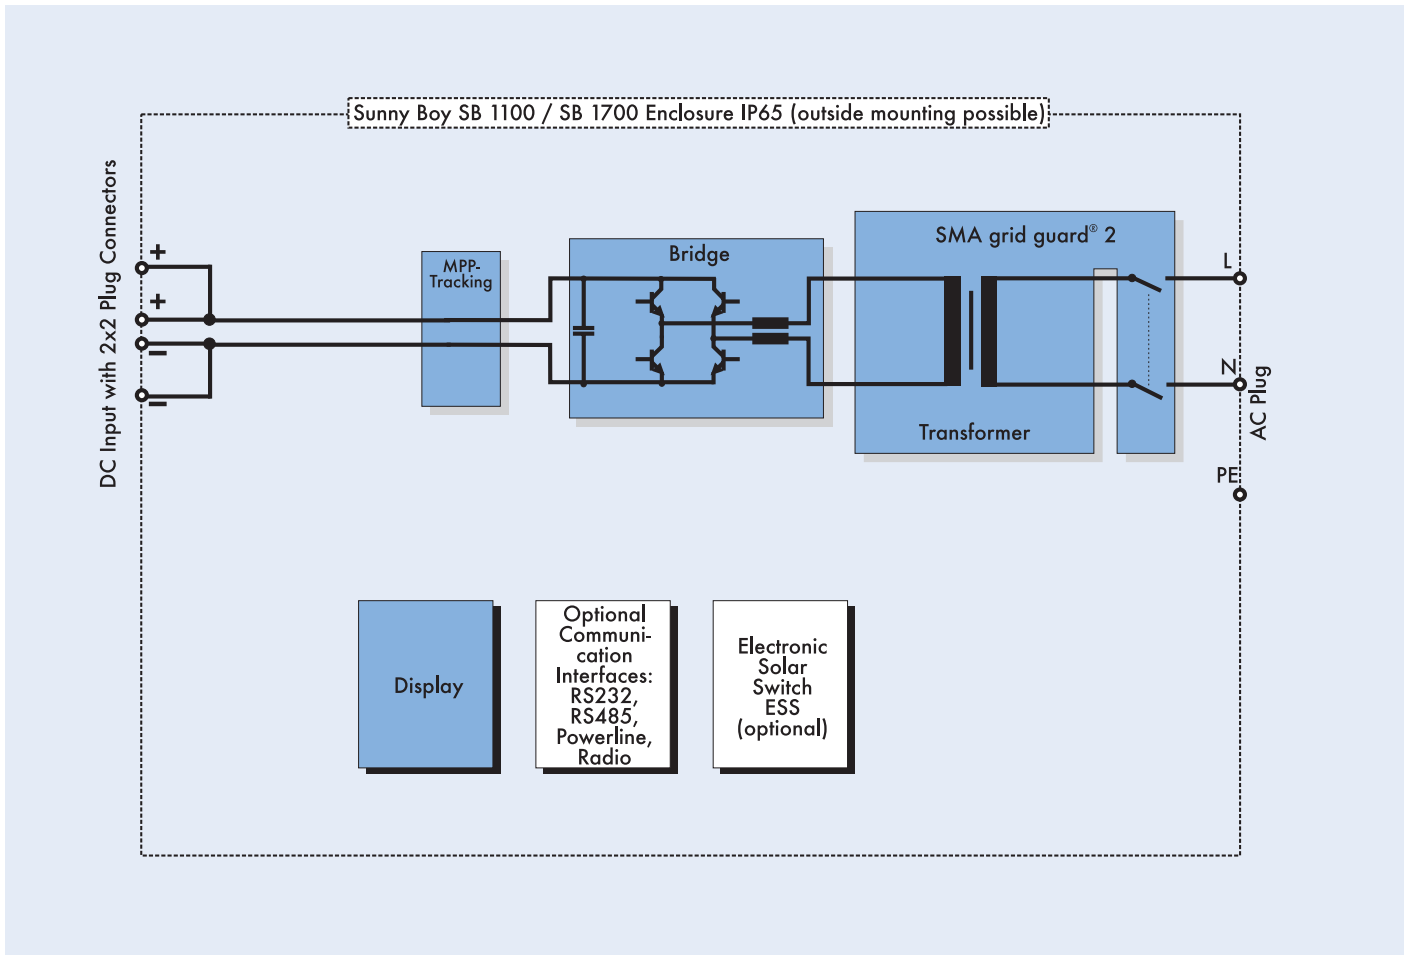 Sunny Boy SB 1100 / SB 1700 Enclosure IP65 (outside mounting possible)
DC Input with 2x2 Plug Connectors
+
+
−
−
MPP-
Tracking
Bridge
SMA grid guard® 2
Transformer
L
N
AC Plug
PE
Display
Optional
Communi-
cation
Interfaces:
RS232,
RS485,
Powerline,
Radio
Electronic
Solar
Switch
ESS
(optional)